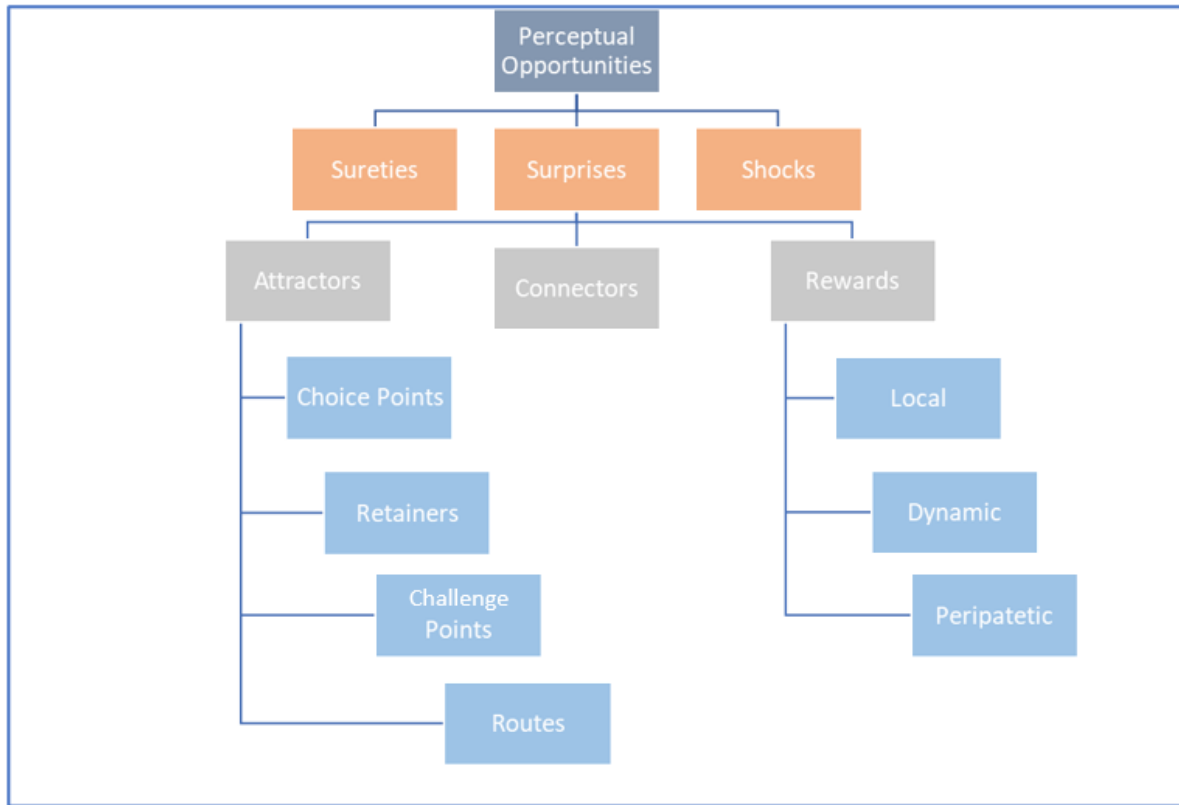 Perceptual
Opportunities
Sureties
Surprises
Shocks
Attractors
Connectors
Rewards
Choice Points
Local
Retainers
Dynamic
Challenge
Points
Peripatetic
Routes